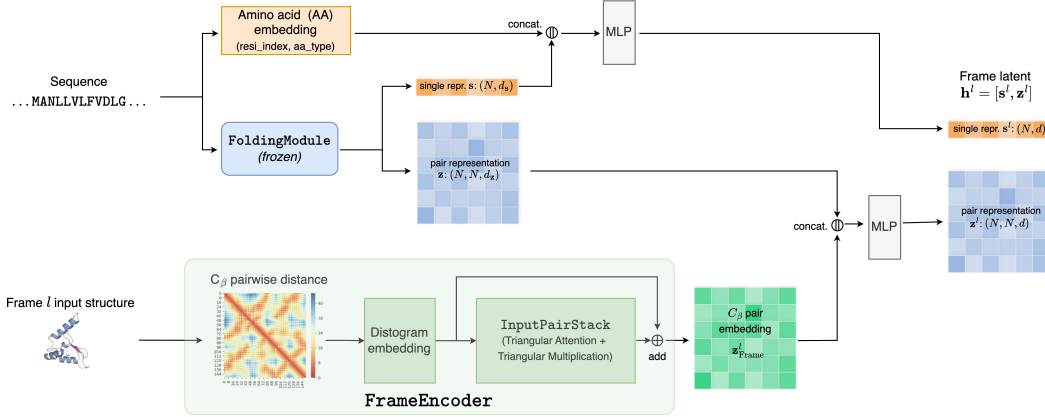 Amino acid (AA)
embedding
(resi_index, aa_type)
concat.
MLP
Sequence
...MANLLVLFVDLG...
single repr. s: (N, d_s)
Frame latent
h^l = [s^l, z^l]
single repr. s^l: (N, d)
FoldingModule
(frozen)
pair representation
z: (N, N, d_z)
concat.
MLP
pair representation
z^l: (N, N, d)
Frame l input structure
C_β pairwise distance
Distogram
embedding
InputPairStack
(Triangular Attention +
Triangular Multiplication)
add
C_β pair
embedding
z^l_Frame
FrameEncoder